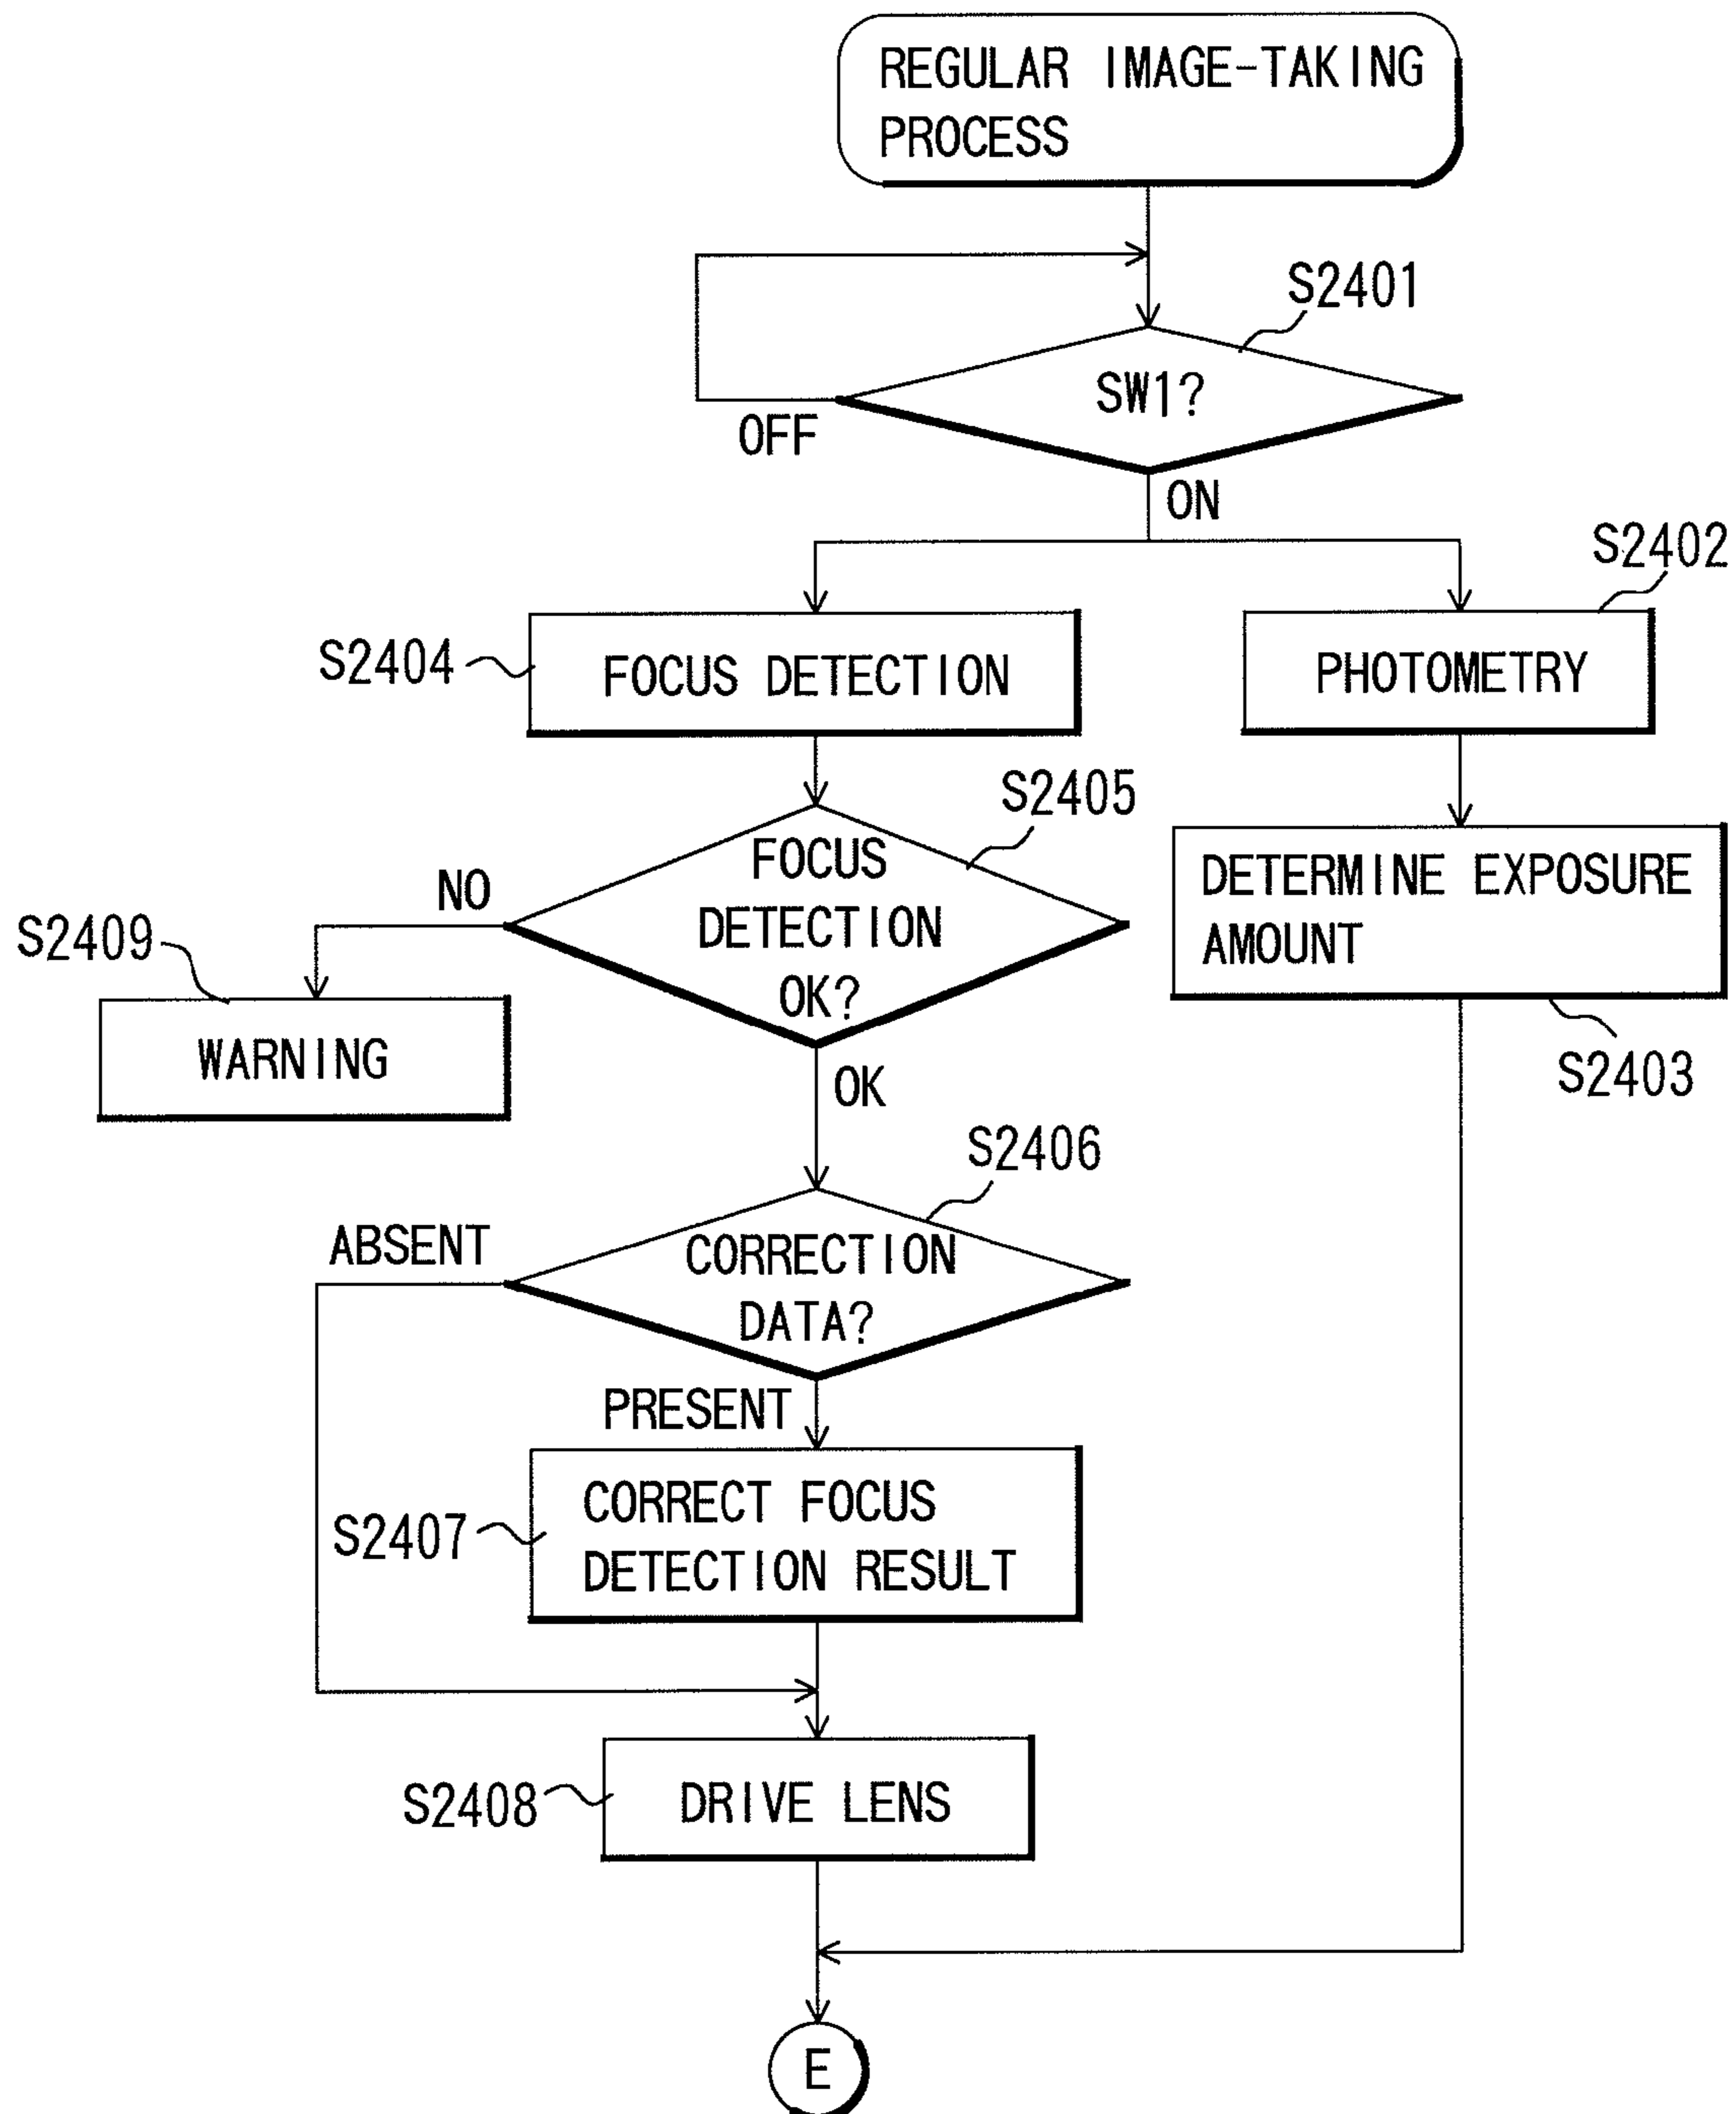 REGULAR IMAGE-TAKING
PROCESS
S2401
SW1?
OFF
ON
S2402
S2404
FOCUS DETECTION
PHOTOMETRY
S2405
FOCUS
DETECTION
OK?
NO
DETERMINE EXPOSURE
AMOUNT
S2409
WARNING
S2403
OK
S2406
ABSENT
CORRECTION
DATA?
PRESENT
S2407
CORRECT FOCUS
DETECTION RESULT
S2408
DRIVE LENS
E